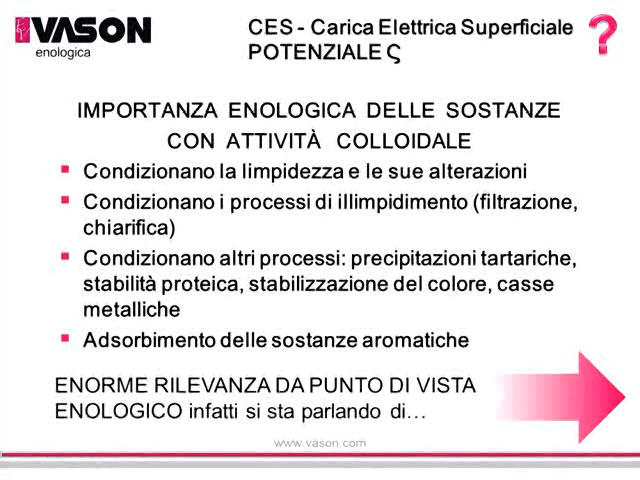 VASON
enologica
CES - Carica Elettrica Superficiale
POTENZIALE ς
?
IMPORTANZA ENOLOGICA DELLE SOSTANZE
CON ATTIVITÀ COLLOIDALE
Condizionano la limpidezza e le sue alterazioni
Condizionano i processi di illimpidimento (filtrazione,
chiarifica)
Condizionano altri processi: precipitazioni tartariche,
stabilità proteica, stabilizzazione del colore, casse
metalliche
Adsorbimento delle sostanze aromatiche
ENORME RILEVANZA DA PUNTO DI VISTA
ENOLOGICO infatti si sta parlando di…
www.vason.com